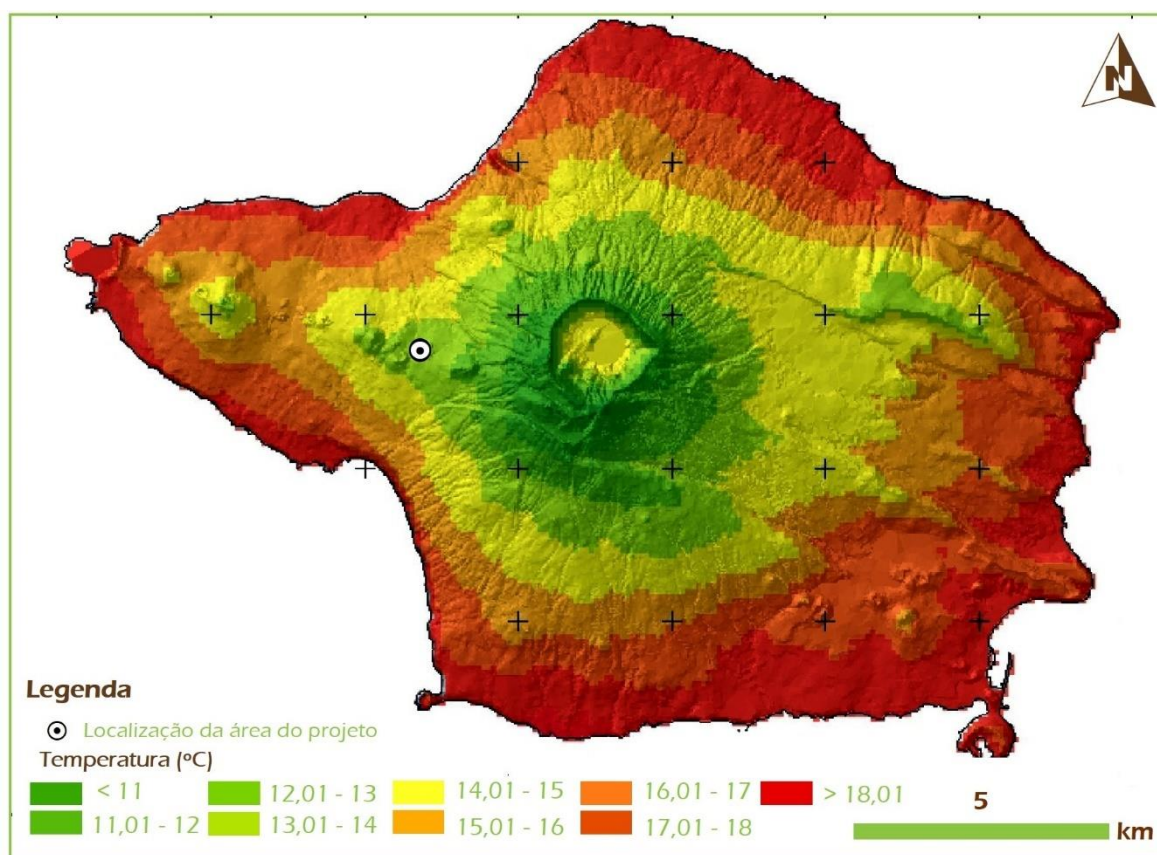 N
Legenda
Localização da área do projeto
Temperatura (ºC)
< 11
12,01 - 13
14,01 - 15
16,01 - 17
> 18,01
11,01 - 12
13,01 - 14
15,01 - 16
17,01 - 18
5
km